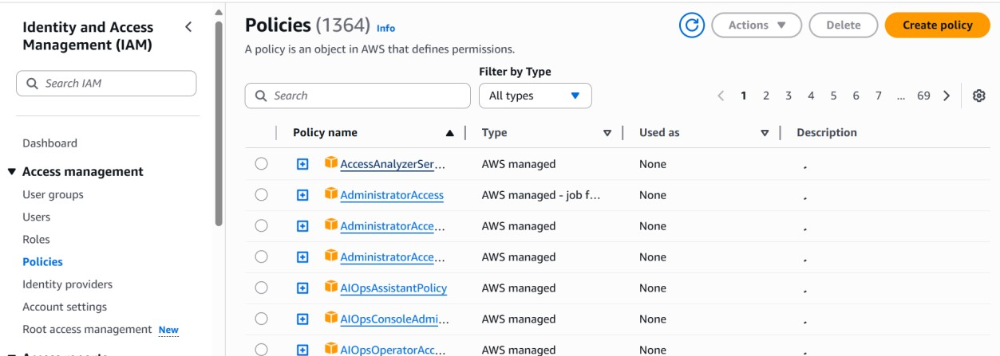 Identity and Access
Management (IAM)
Search IAM
Dashboard
Access management
User groups
Users
Roles
Policies
Identity providers
Account settings
Root access management New
Policies (1364) Info
Actions
Delete
Create policy
A policy is an object in AWS that defines permissions.
Filter by Type
Search
All types
1 2 3 4 5 6 7 ... 69
Policy name Type Used as Description
AccessAnalyzerSer... AWS managed None
AdministratorAccess AWS managed - job f... None
AdministratorAcce... AWS managed None
AdministratorAcce... AWS managed None
AIOpsAssistantPolicy AWS managed None
AIOpsConsoleAdmi... AWS managed None
AIOpsOperatorAcc... AWS managed None